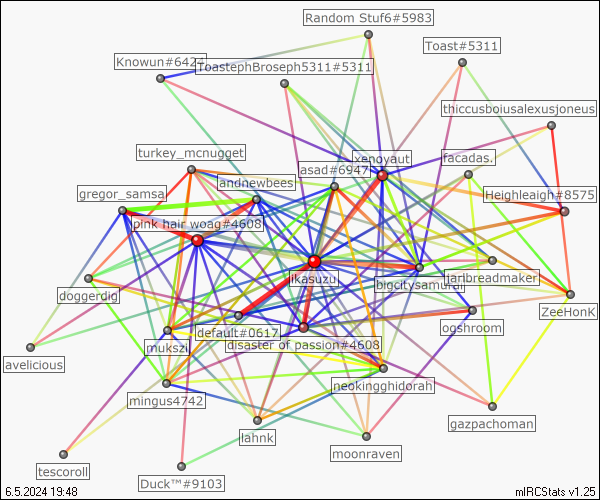 Random Stuf6#5983
Toast#5311
Knowun#6424
ToastephBroseph5311#5311
thiccusboiusalexusjoneus
turkey_mcnugget
xenoyaut
facadas.
asad#6947
andnewbees
gregor_samsa
Heighleaigh#8575
pink hair woag#4608
ikasuzu
jarlbreadmaker
bigcitysamurai
doggerdig
ZeeHonK
ogshroom
default#0617
mukszi
disaster of passion#4608
avelicious
neokingghidorah
mingus4742
gazpachoman
lahnk
moonraven
tescoroll
Duck™#9103
6.5.2024 19:48
mIRCStats v1.25